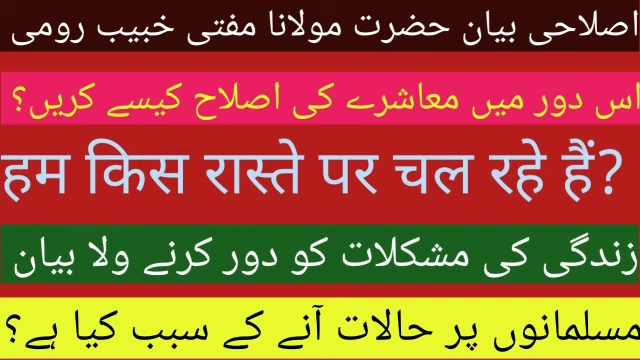 اصلاحی بیان حضرت مولانا مفتی خبیب رومی
اس دور میں معاشرے کی اصلاح کیسے کریں؟
हम किस रास्ते पर चल रहे हैं?
زندگی کی مشکلات کو دور کرنے ولا بیان
مسلمانوں پر حالات آنے کے سبب کیا ہے؟